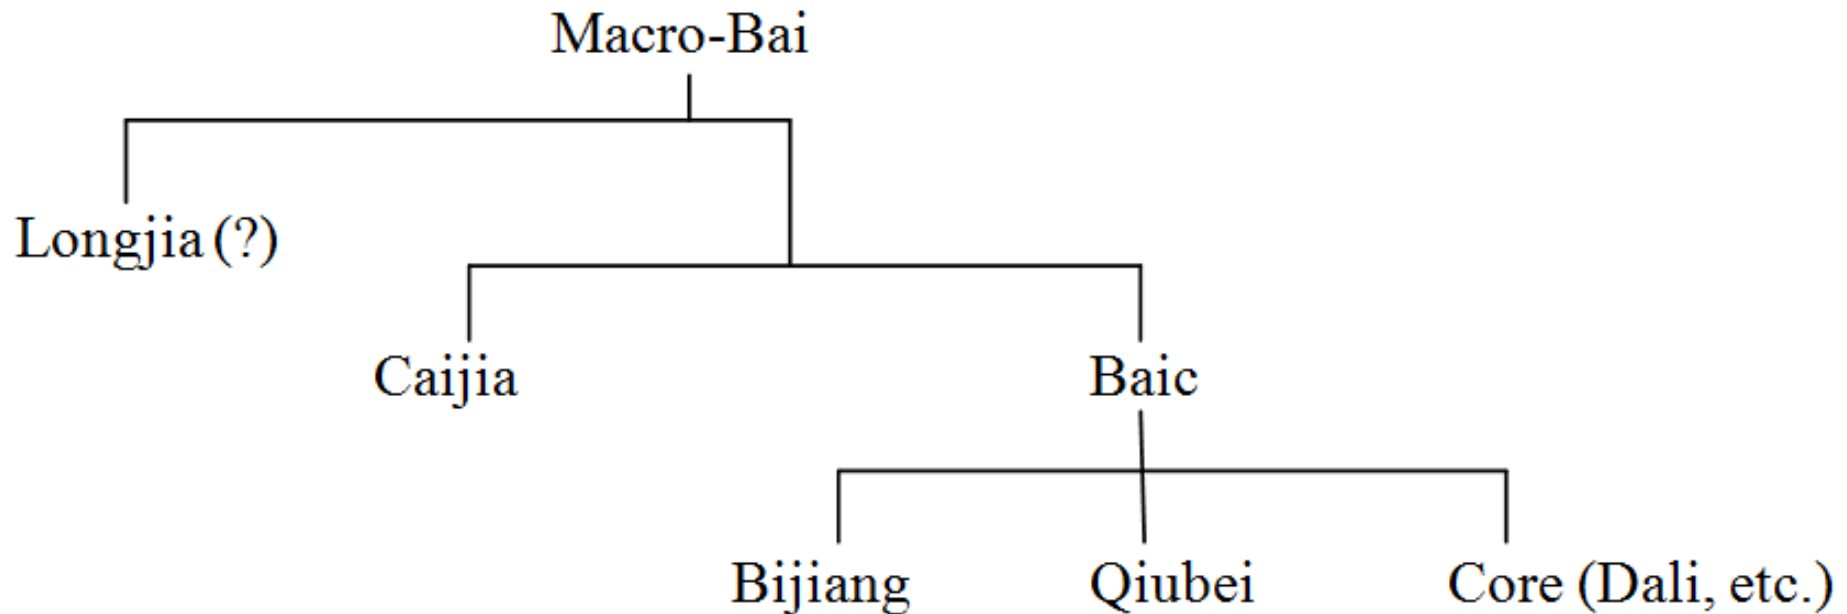 Macro-Bai
Longjia (?)
Caijia
Baic
Bijiang
Qiubei
Core (Dali, etc.)